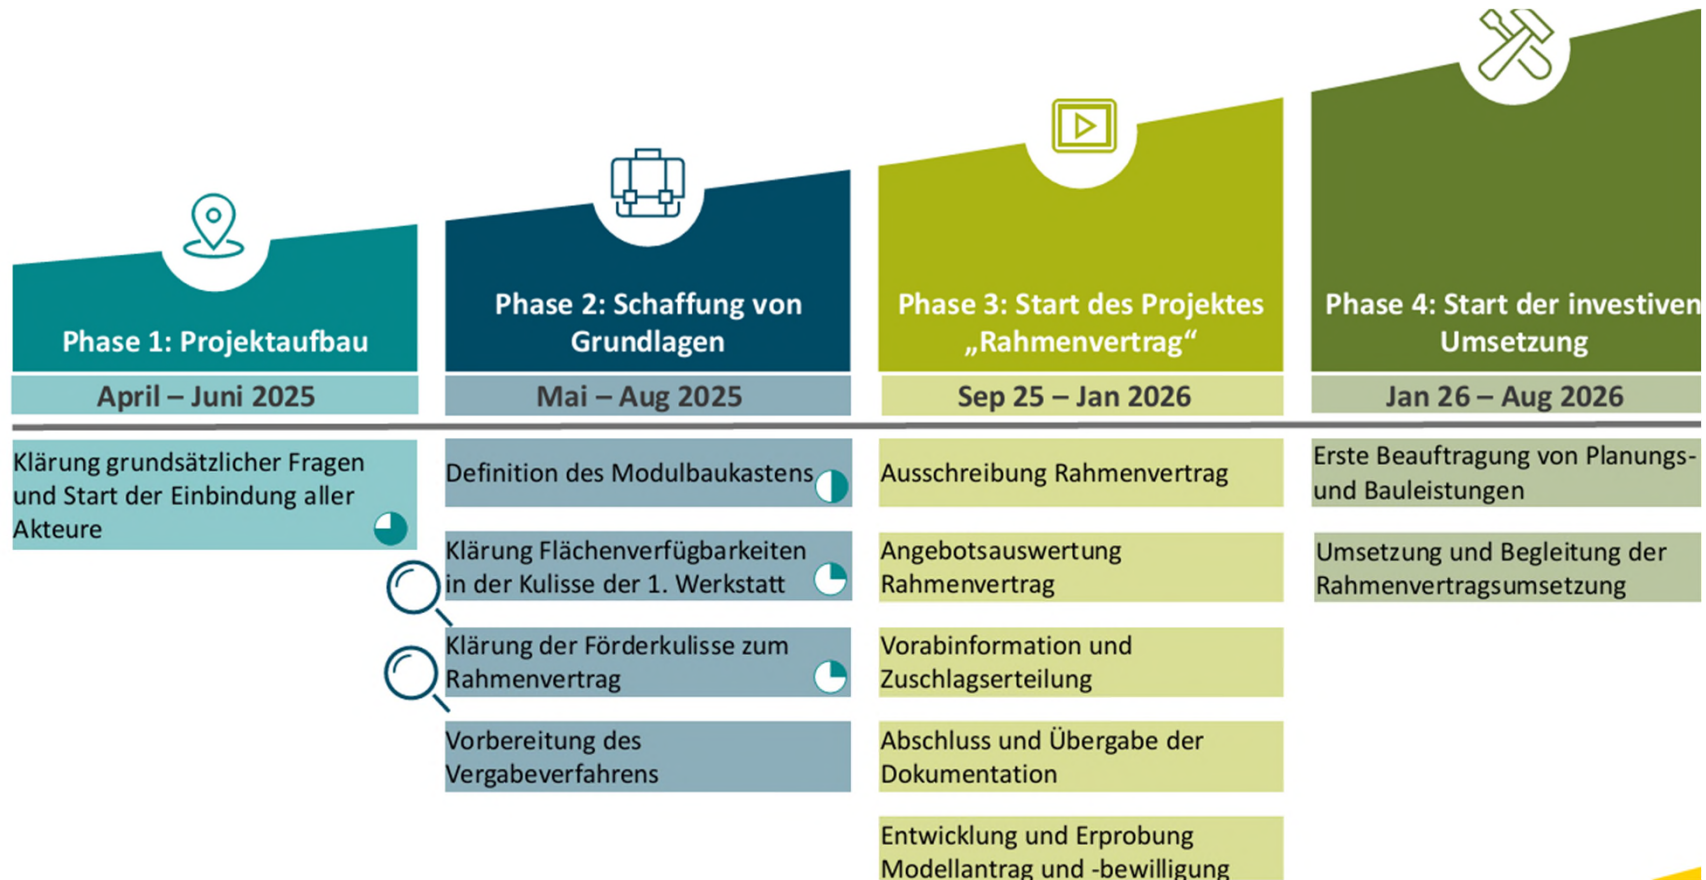 Phase 1: Projektaufbau
April – Juni 2025
Klärung grundsätzlicher Fragen
und Start der Einbindung aller
Akteure
Phase 2: Schaffung von
Grundlagen
Mai – Aug 2025
Definition des Modulbaukastens
Klärung Flächenverfügbarkeiten
in der Kulisse der 1. Werkstatt
Klärung der Förderkulisse zum
Rahmenvertrag
Vorbereitung des
Vergabeverfahrens
Phase 3: Start des Projektes
„Rahmenvertrag“
Sep 25 – Jan 2026
Ausschreibung Rahmenvertrag
Angebotsauswertung
Rahmenvertrag
Vorabinformation und
Zuschlagserteilung
Abschluss und Übergabe der
Dokumentation
Entwicklung und Erprobung
Modellantrag und -bewilligung
Phase 4: Start der investiven
Umsetzung
Jan 26 – Aug 2026
Erste Beauftragung von Planungs-
und Bauleistungen
Umsetzung und Begleitung der
Rahmenvertragsumsetzung